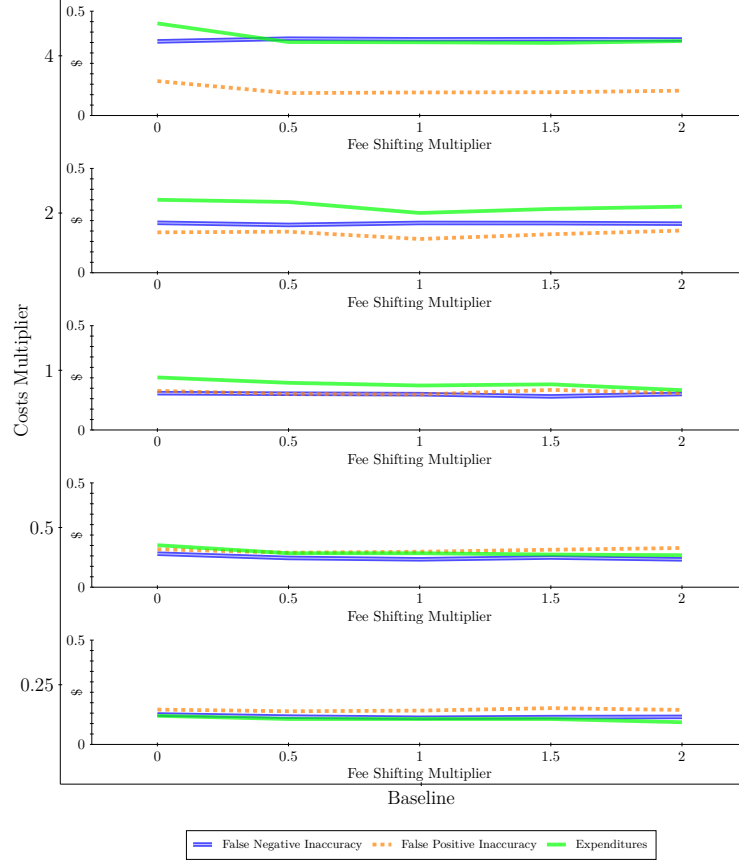 0.5
4
$
0
0 0.5 1 1.5 2
Fee Shifting Multiplier
0.5
2
$
0
0 0.5 1 1.5 2
Fee Shifting Multiplier
0.5
1
$
0
0 0.5 1 1.5 2
Fee Shifting Multiplier
Costs Multiplier
0.5
0.5
$
0
0 0.5 1 1.5 2
Fee Shifting Multiplier
0.5
0.25
$
0
0 0.5 1 1.5 2
Fee Shifting Multiplier
Baseline
False Negative Inaccuracy False Positive Inaccuracy Expenditures